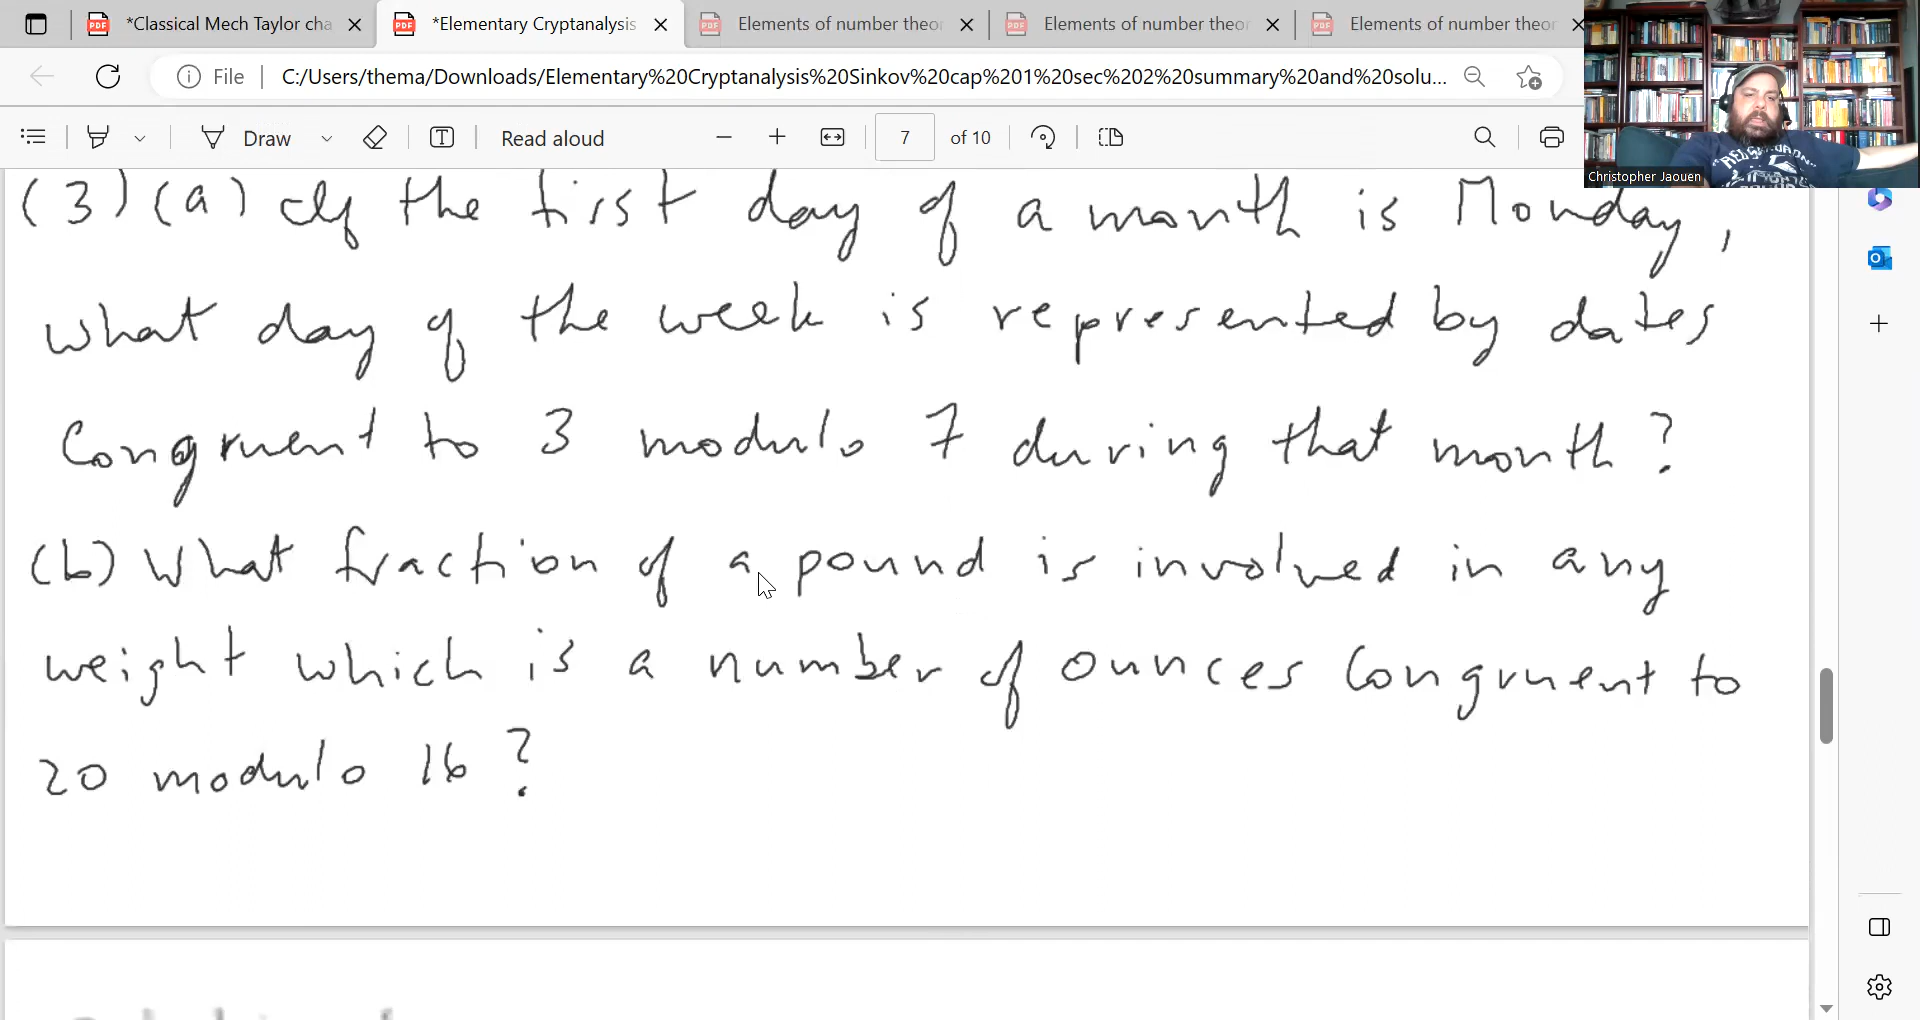 *Classical Mech Taylor cha
*Elementary Cryptanalysis
Elements of number theor
Elements of number theor
Elements of number theor
File
C:/Users/thema/Downloads/Elementary%20Cryptanalysis%20Sinkov%20cap%201%20sec%202%20summary%20and%20solu...
Draw
Read aloud
7
of 10
Christopher Jaouen
(3)(a) If the first day of a month is Monday,
what day of the week is represented by dates
Congruent to 3 modulo 7 during that month?
(b) What fraction of a pound is involved in any
weight which is a number of ounces Congruent to
20 modulo 16?